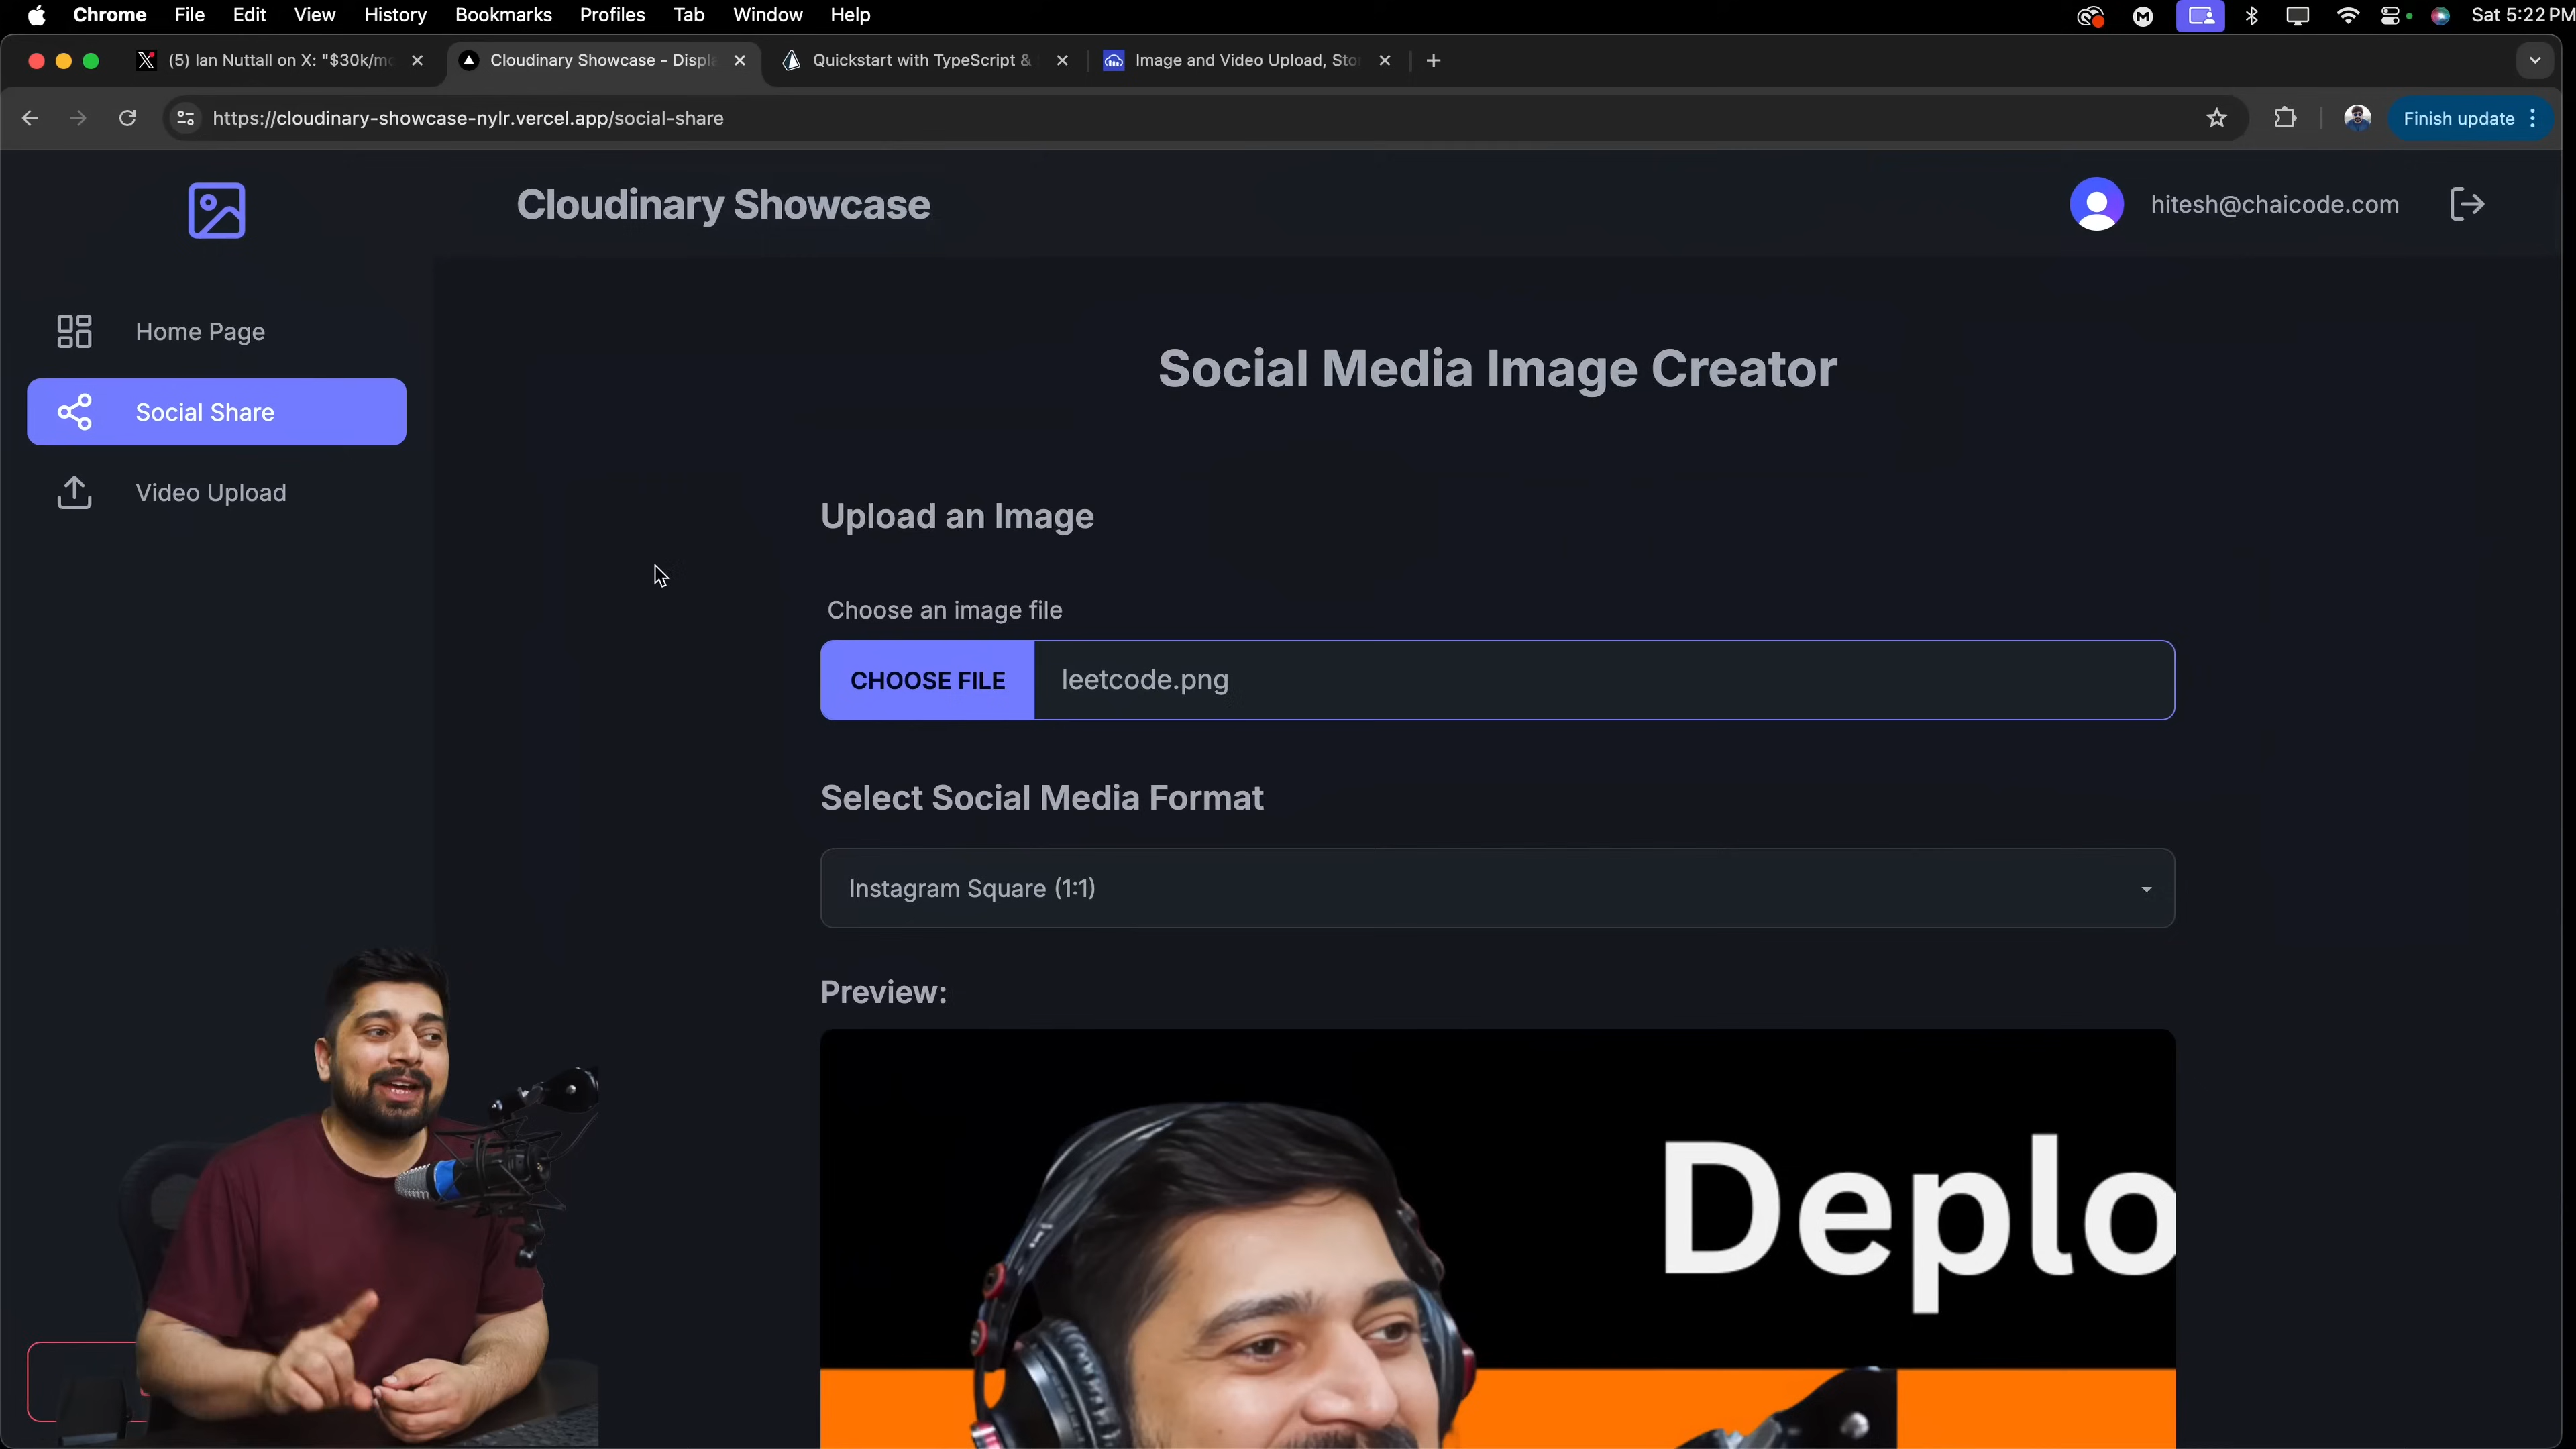 Chrome File Edit View History Bookmarks Profiles Tab Window Help Sat 5:22 PM
(5) Ian Nuttall on X: "$30k/mo
Cloudinary Showcase - Displa
Quickstart with TypeScript &
Image and Video Upload, Sto
https://cloudinary-showcase-nylr.vercel.app/social-share
Finish update
Cloudinary Showcase
hitesh@chaicode.com
Home Page
Social Share
Video Upload
Social Media Image Creator
Upload an Image
Choose an image file
CHOOSE FILE leetcode.png
Select Social Media Format
Instagram Square (1:1)
Preview:
Deplo